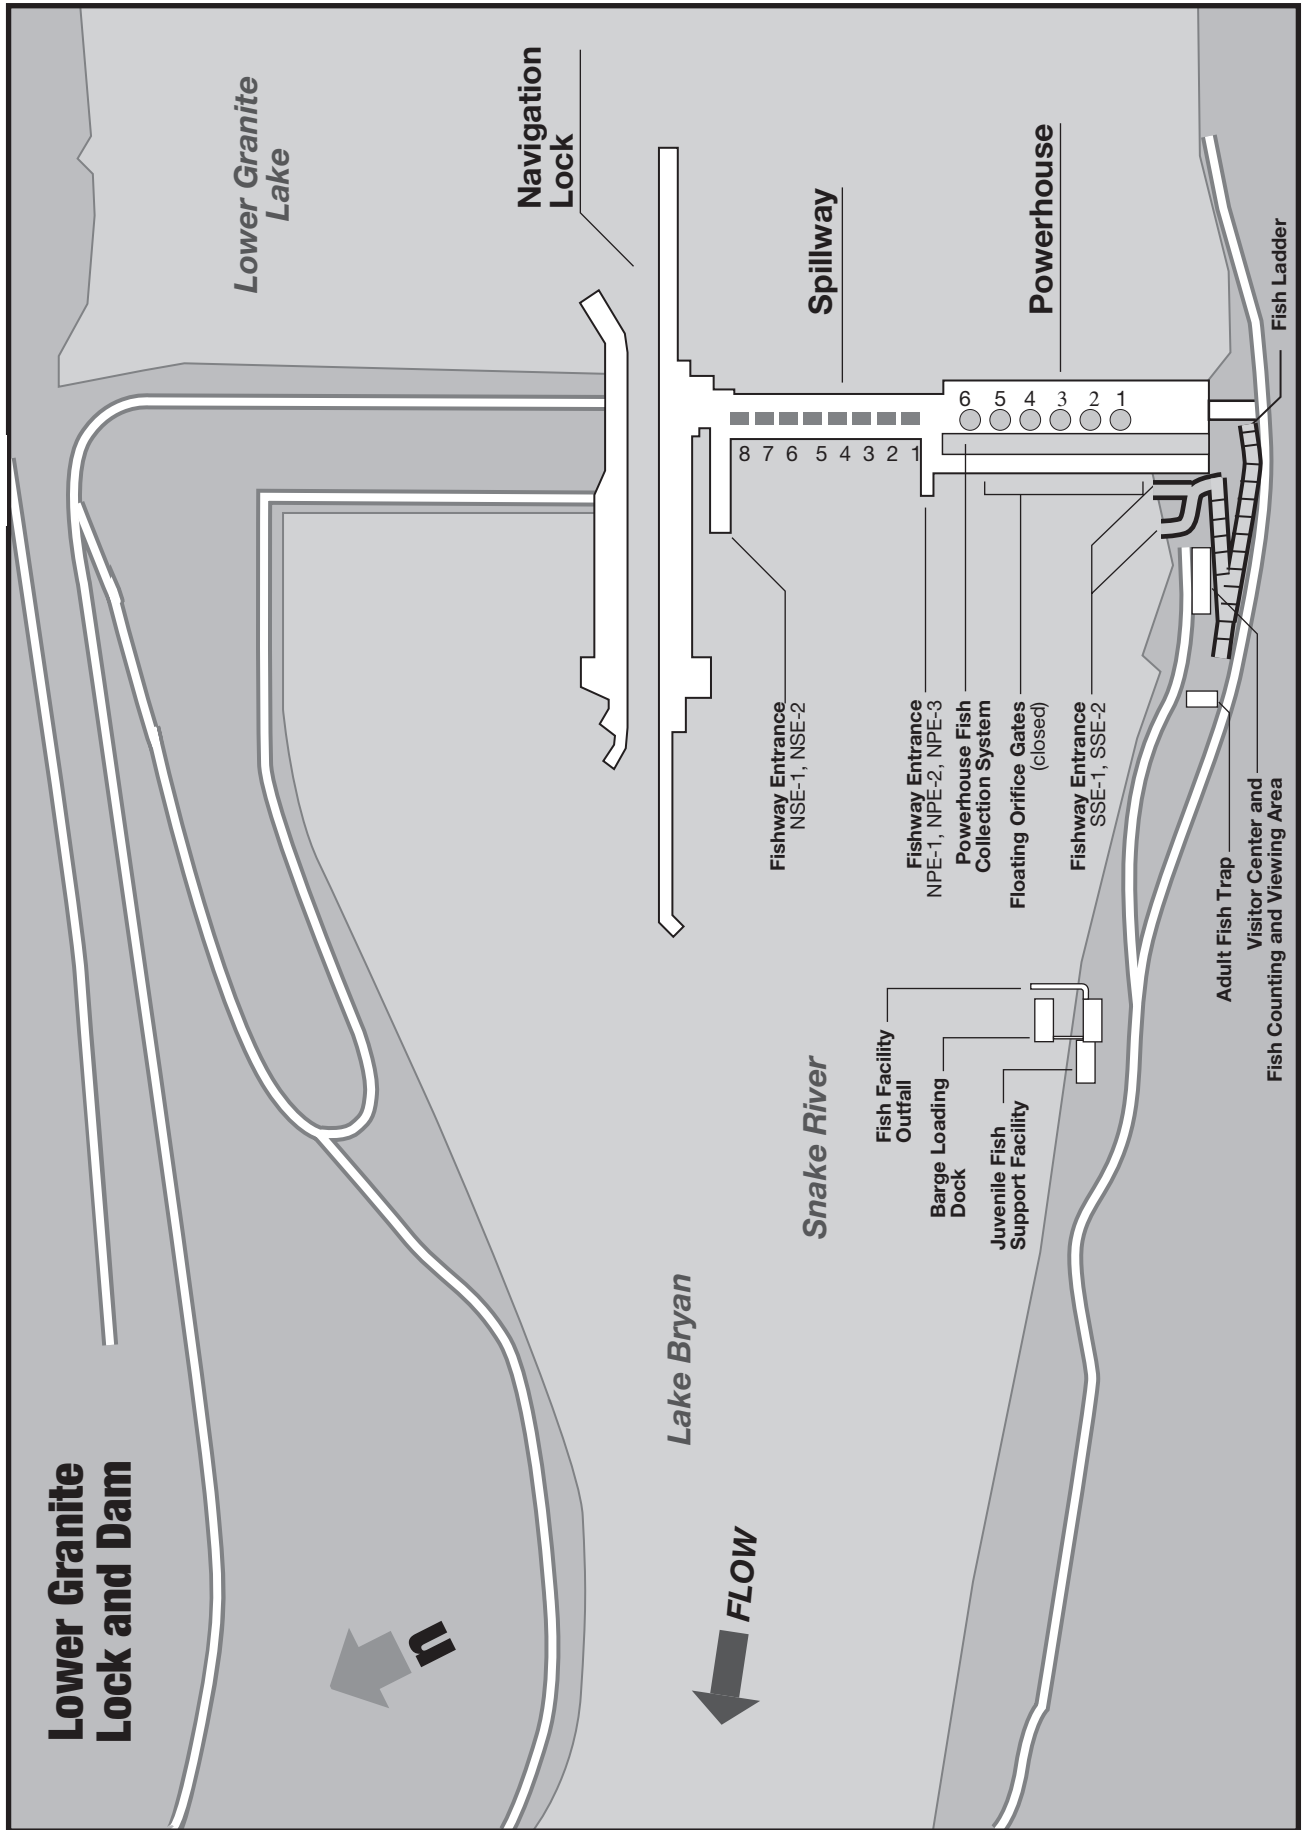 Lower Granite
Lock and Dam
Lower Granite
Lake
Navigation
Lock
Spillway
Powerhouse
Fish Ladder
8 7 6 5 4 3 2 1
6 5 4 3 2 1
Fishway Entrance
NSE-1, NSE-2
Fishway Entrance
NPE-1, NPE-2, NPE-3
Powerhouse Fish
Collection System
Floating Orifice Gates
(closed)
Fishway Entrance
SSE-1, SSE-2
Adult Fish Trap
Visitor Center and
Fish Counting and Viewing Area
Fish Facility
Outfall
Barge Loading
Dock
Juvenile Fish
Support Facility
Snake River
Lake Bryan
FLOW
n